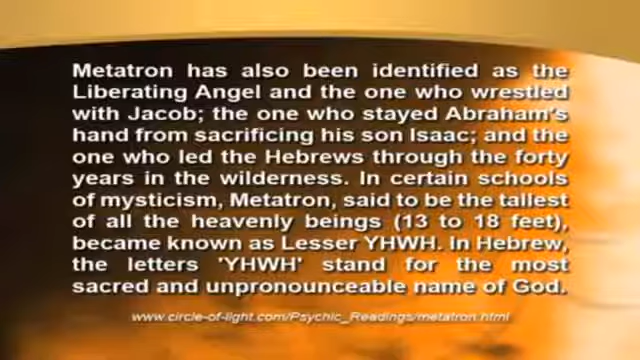 Metatron has also been identified as the
Liberating Angel and the one who wrestled
with Jacob; the one who stayed Abraham's
hand from sacrificing his son Isaac; and the
one who led the Hebrews through the forty
years in the wilderness. In certain schools
of mysticism, Metatron, said to be the tallest
of all the heavenly beings (13 to 18 feet),
became known as Lesser YHWH. In Hebrew,
the letters 'YHWH' stand for the most
sacred and unpronounceable name of God.
www.circle-of-light.com/Psychic_Readings/metatron.html